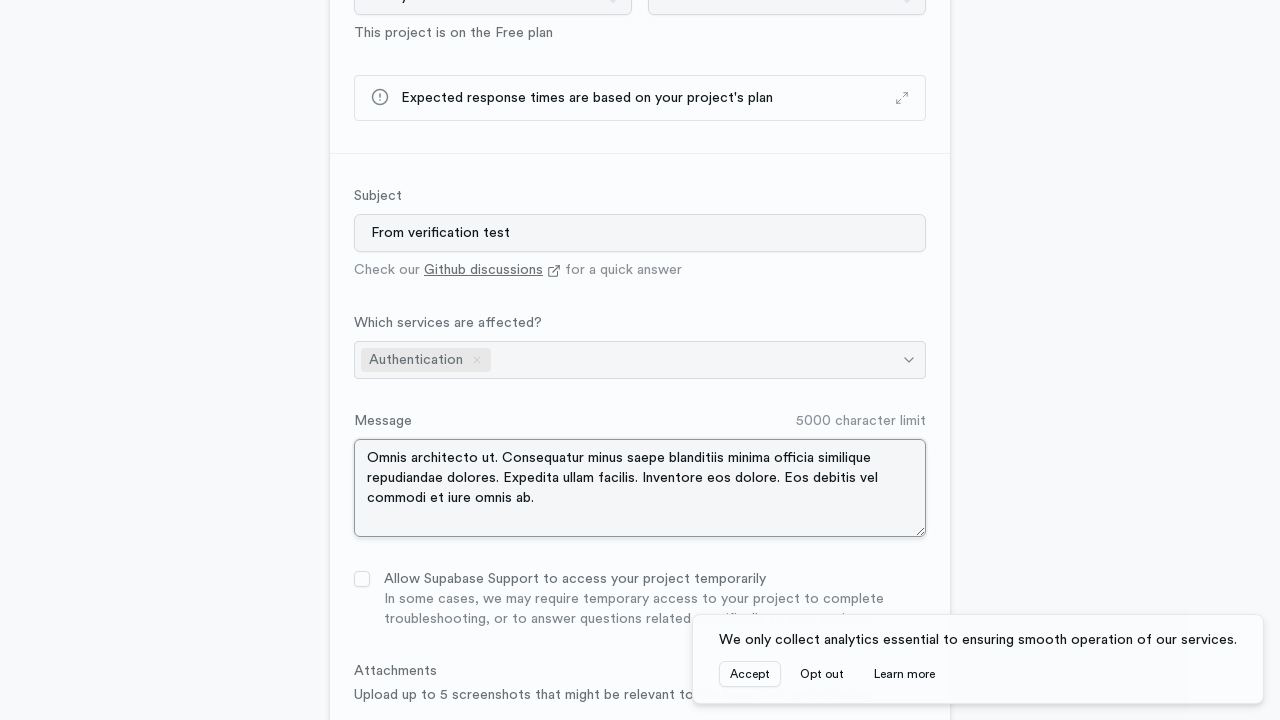 This project is on the Free plan
Expected response times are based on your project's plan
Subject
From verification test
Check our Github discussions for a quick answer
Which services are affected?
Authentication
Message
5000 character limit
Omnis architecto ut. Consequatur minus saepe blanditiis minima officia similique
repudiandae dolores. Expedita ullam facilis. Inventore eos dolore. Eos debitis vel
commodi et iure omnis ab.
Allow Supabase Support to access your project temporarily
In some cases, we may require temporary access to your project to complete
troubleshooting, or to answer questions related
We only collect analytics essential to ensuring smooth operation of our services.
Accept
Opt out
Learn more
Attachments
Upload up to 5 screenshots that might be relevant to